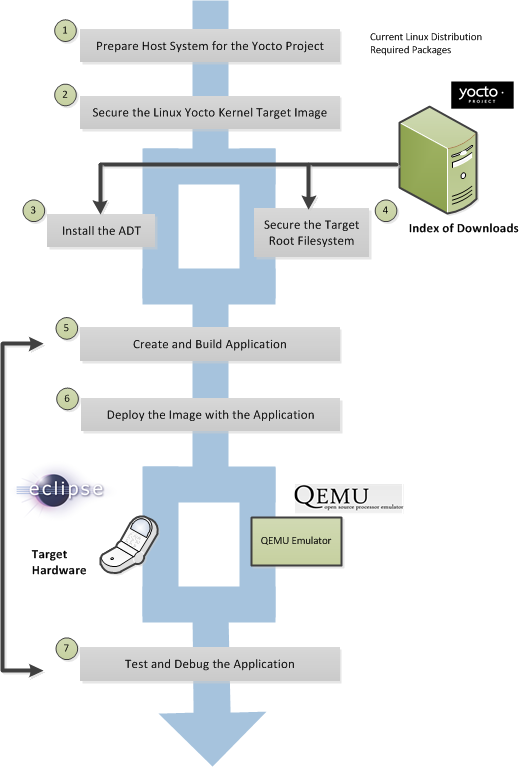 1
Prepare Host System for the Yocto Project
Current Linux Distribution
Required Packages
2
Secure the Linux Yocto Kernel Target Image
yocto
PROJECT
3
Install the ADT
Secure the Target
Root Filesystem
4
Index of Downloads
5
Create and Build Application
6
Deploy the Image with the Application
eclipse
QEMU
open source processor emulator
Target
Hardware
QEMU Emulator
7
Test and Debug the Application